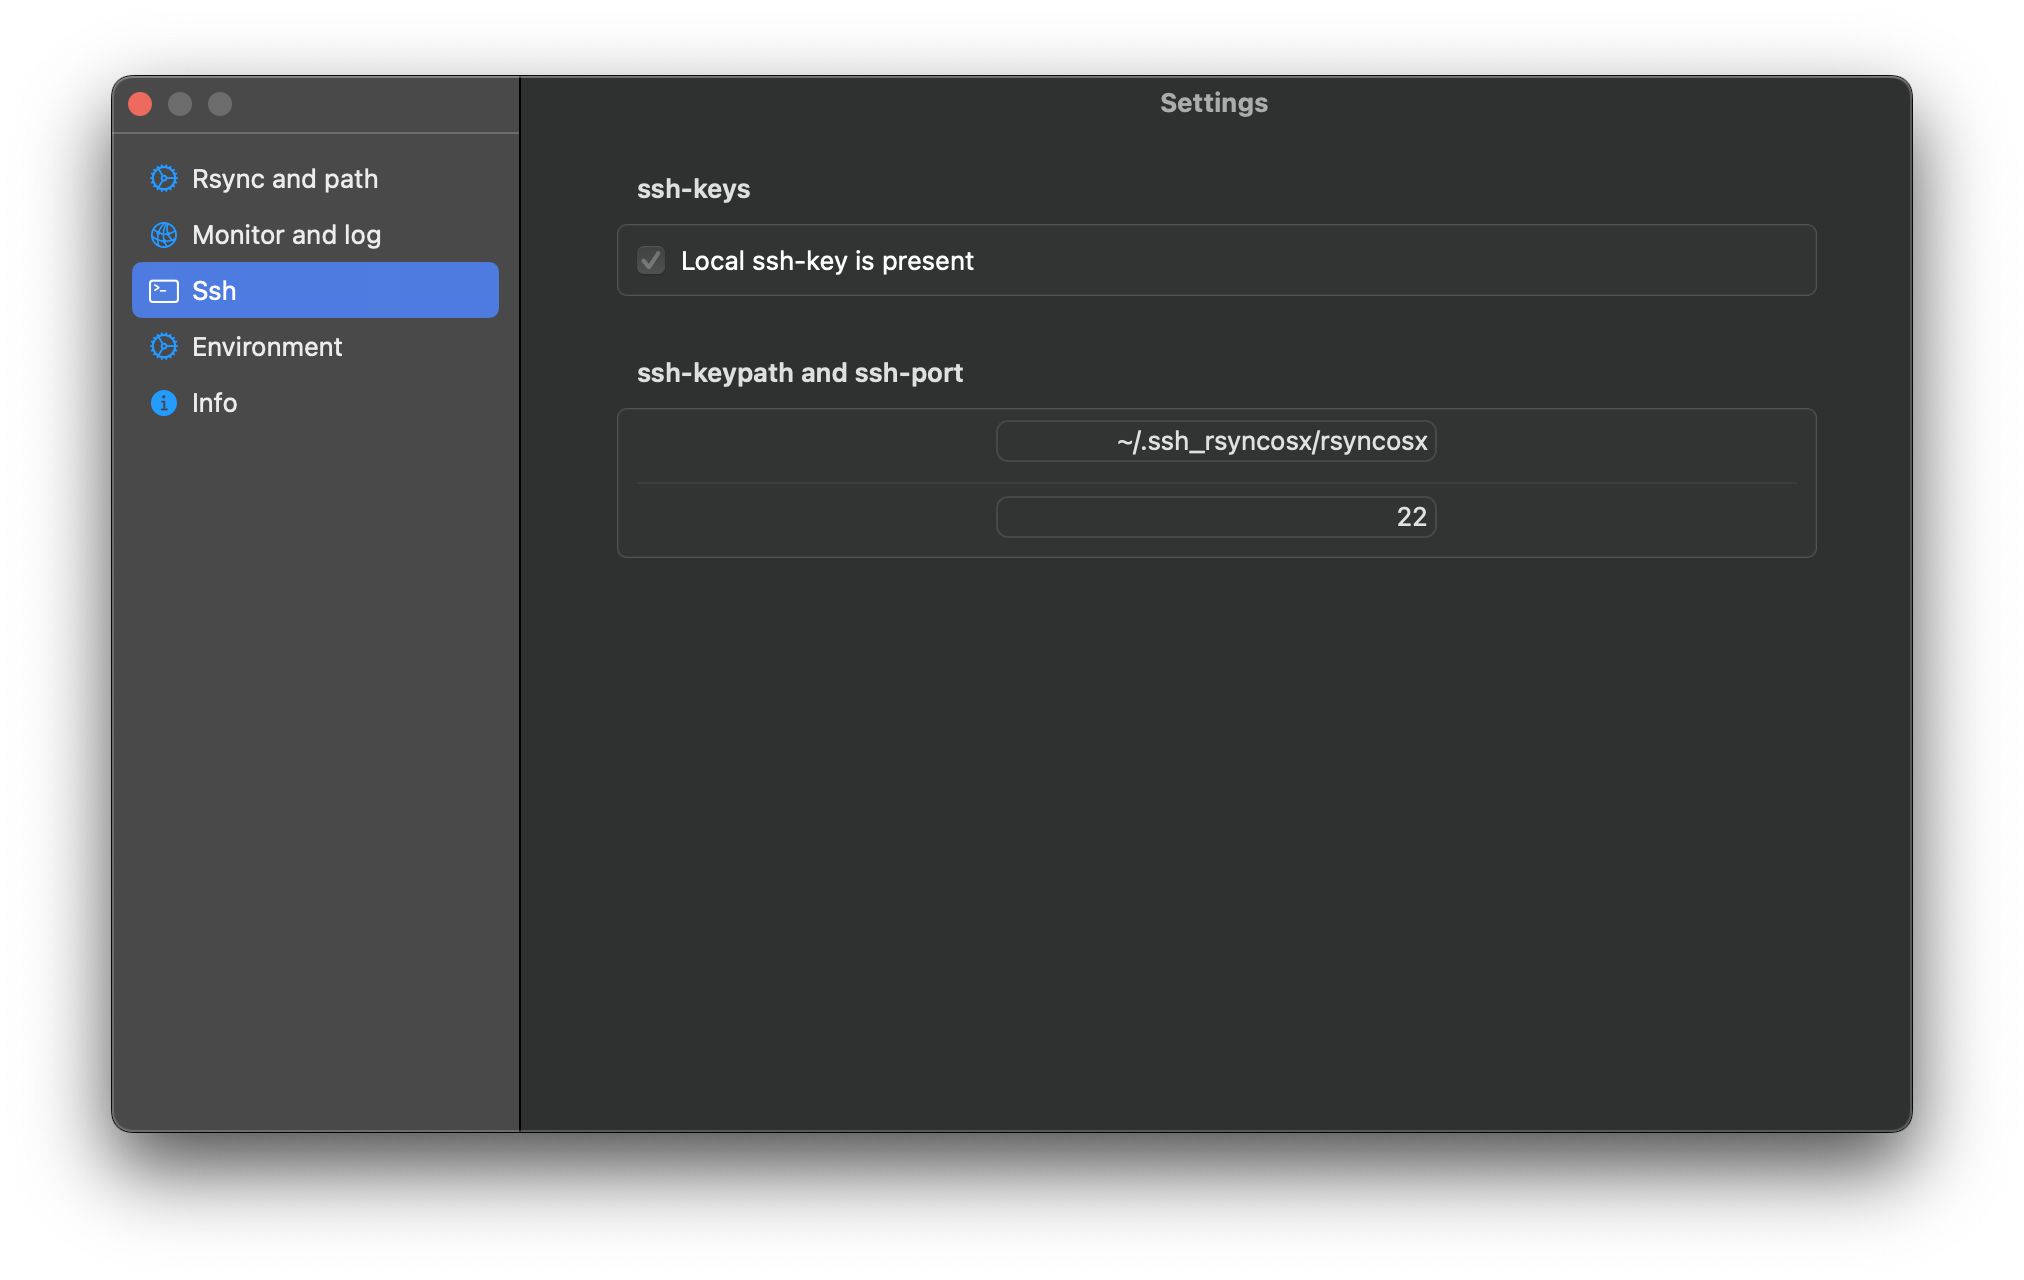 Settings
Rsync and path
Monitor and log
Ssh
Environment
Info
ssh-keys
Local ssh-key is present
ssh-keypath and ssh-port
~/.ssh_rsyncosx/rsyncosx
22